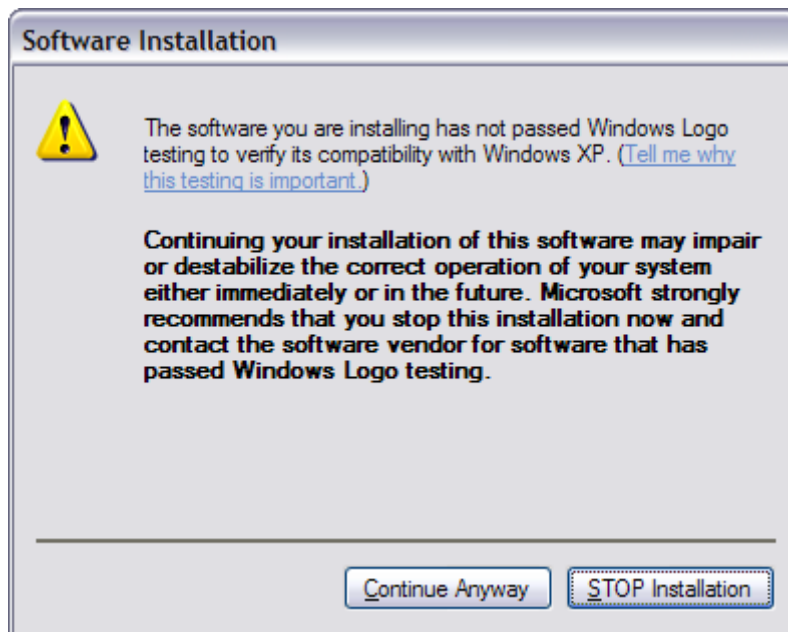 Software Installation
The software you are installing has not passed Windows Logo
testing to verify its compatibility with Windows XP. (Tell me why
this testing is important.)
Continuing your installation of this software may impair
or destabilize the correct operation of your system
either immediately or in the future. Microsoft strongly
recommends that you stop this installation now and
contact the software vendor for software that has
passed Windows Logo testing.
Continue Anyway
STOP Installation